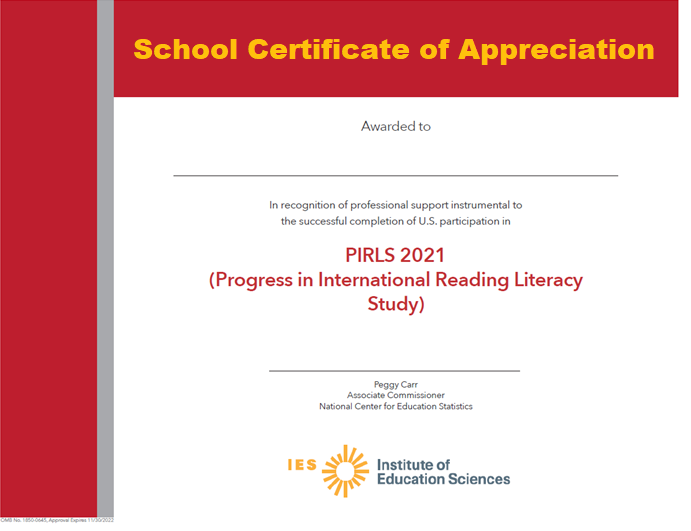 School Certificate of Appreciation
Awarded to
In recognition of professional support instrumental to
the successful completion of U.S. participation in
PIRLS 2021
(Progress in International Reading Literacy
Study)
Peggy Carr
Associate Commissioner
National Center for Education Statistics
IES Institute of
Education Sciences
OMB No. 1850-0645, Approval Expires 11/30/2022